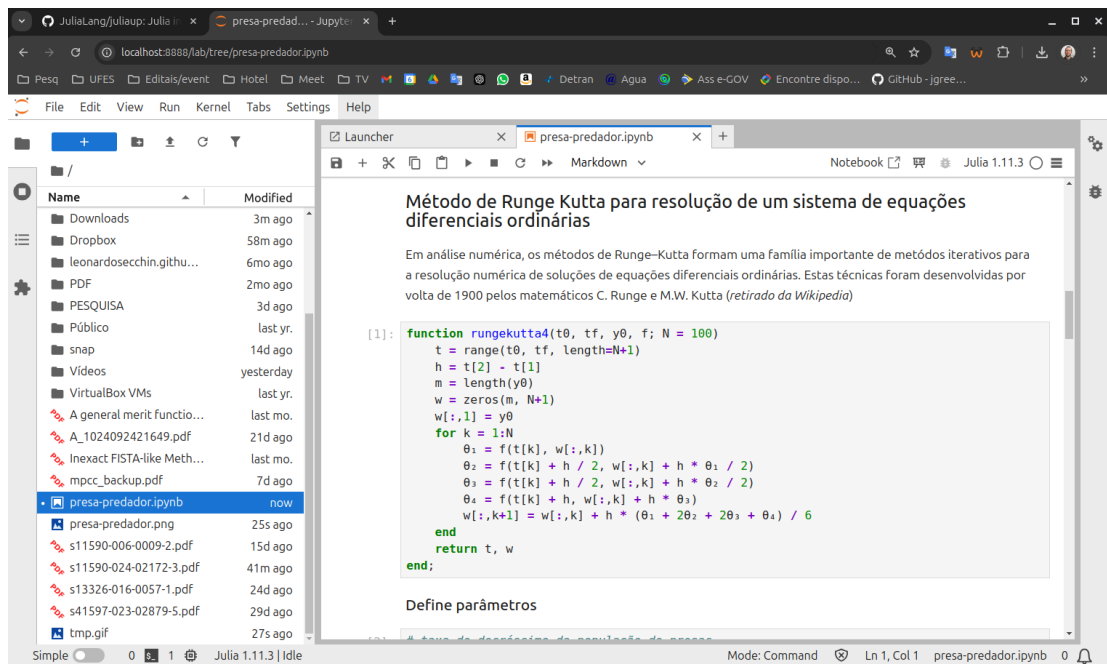 JuliaLang/juliaup: Julia in
presa-predad... - Jupyte
localhost:8888/lab/tree/presa-predador.ipynb
Pesq UFES Editais/event Hotel Meet TV Detran Agua Ass e-GOV Encontre dispo... GitHub - jgree... »
File Edit View Run Kernel Tabs Settings Help
/
Name Modified
Downloads 3m ago
Dropbox 58m ago
leonardosecchin.githu... 6mo ago
PDF 2mo ago
PESQUISA 3d ago
Público last yr.
snap 14d ago
Vídeos yesterday
VirtualBox VMs last yr.
A general merit functio... last mo.
A_1024092421649.pdf 21d ago
Inexact FISTA-like Meth... last mo.
mpcc_backup.pdf 7d ago
presa-predador.ipynb now
presa-predador.png 25s ago
s11590-006-0009-2.pdf 15d ago
s11590-024-02172-3.pdf 41m ago
s13326-016-0057-1.pdf 24d ago
s41597-023-02879-5.pdf 29d ago
tmp.gif 27s ago
Launcher presa-predador.ipynb
Markdown Notebook Julia 1.11.3
Método de Runge Kutta para resolução de um sistema de equações
diferenciais ordinárias
Em análise numérica, os métodos de Runge–Kutta formam uma família importante de metódos iterativos para
a resolução numérica de soluções de equações diferenciais ordinárias. Estas técnicas foram desenvolvidas por
volta de 1900 pelos matemáticos C. Runge e M.W. Kutta (retirado da Wikipedia)
[1]: function rungekutta4(t0, tf, y0, f; N = 100)
t = range(t0, tf, length=N+1)
h = t[2] - t[1]
m = length(y0)
w = zeros(m, N+1)
w[:,1] = y0
for k = 1:N
θ₁ = f(t[k], w[:,k])
θ₂ = f(t[k] + h / 2, w[:,k] + h * θ₁ / 2)
θ₃ = f(t[k] + h / 2, w[:,k] + h * θ₂ / 2)
θ₄ = f(t[k] + h, w[:,k] + h * θ₃)
w[:,k+1] = w[:,k] + h * (θ₁ + 2θ₂ + 2θ₃ + θ₄) / 6
end
return t, w
end;
Define parâmetros
# taxa de decréscimo da população de presas
Simple 0 1 Julia 1.11.3 | Idle Mode: Command Ln 1, Col 1 presa-predador.ipynb 0